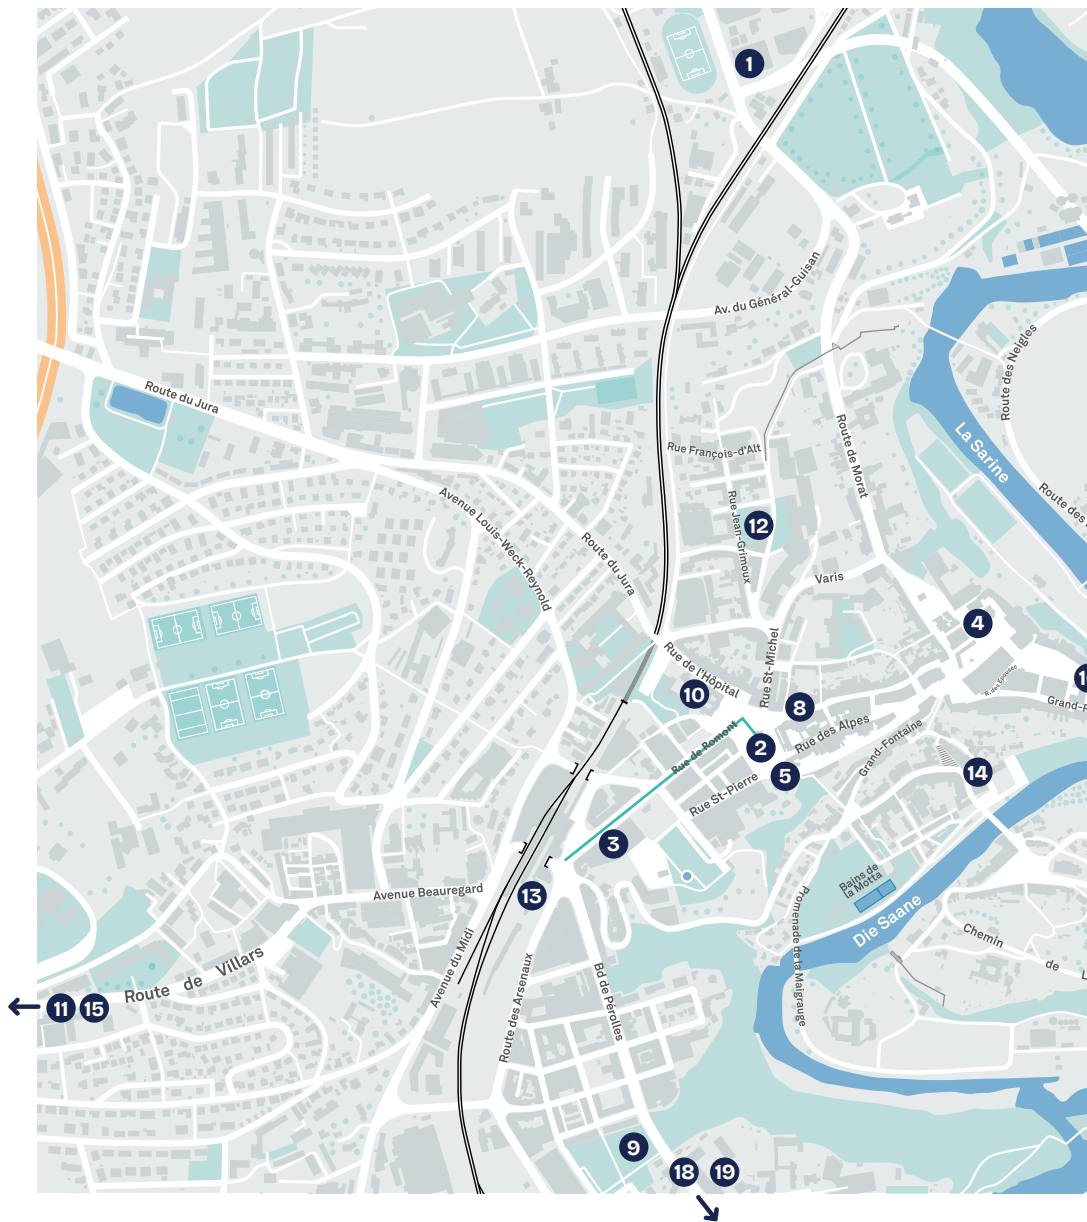 1
Av. du Général-Guisan
Route des Neigles
Route du Jura
La Sarine
Route de Morat
Rue François-d'Alt
Route des
Avenue Louis-Weck-Reynold
Rue Jean-Grimoux
12
Route du Jura
Varis
4
Rue St-Michel
Rue de l'Hôpital
R. des Epouses
10
8
Grand-R
Rue des Alpes
Rue de Romont
2
Grand-Fontaine
5
14
Rue St-Pierre
3
Bains de
la Motta
Avenue Beauregard
13
Die Saane
Promenade de la Maigrauge
Chemin
de
L
Avenue du Midi
Route de Villars
Bd de Pérolles
Route des Arsenaux
11
15
9
18
19